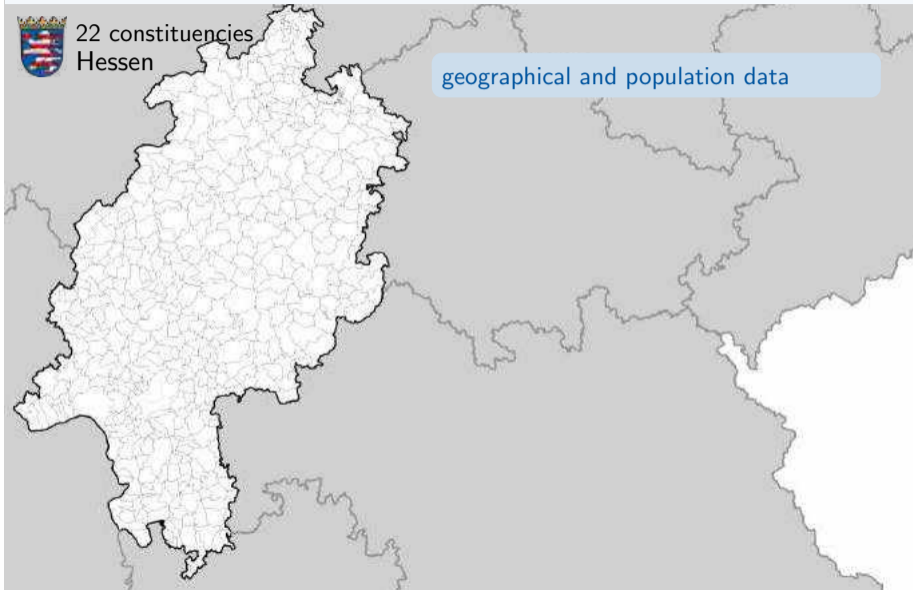 22 constituencies
Hessen
geographical and population data